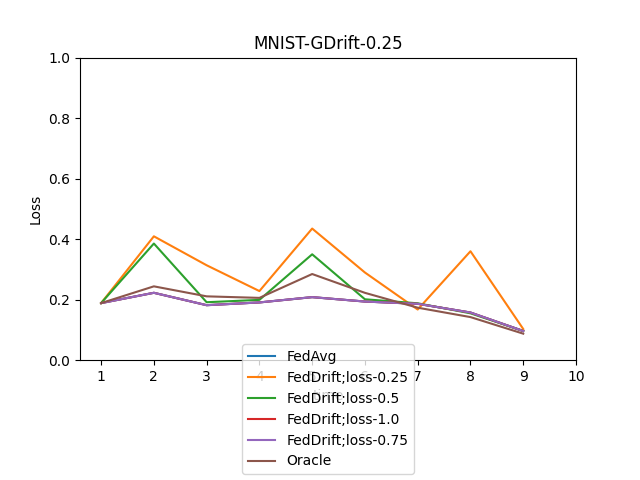 MNIST-GDrift-0.25
1.0
0.8
0.6
0.4
0.2
0.0
Loss
1 2 3 4 5 6 7 8 9 10
FedAvg
FedDrift;loss-0.25
FedDrift;loss-0.5
FedDrift;loss-1.0
FedDrift;loss-0.75
Oracle